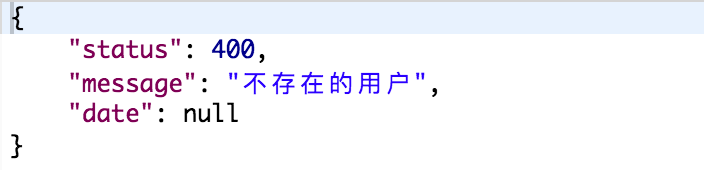 {
    "status": 400,
    "message": "不存在的用户",
    "date": null
}